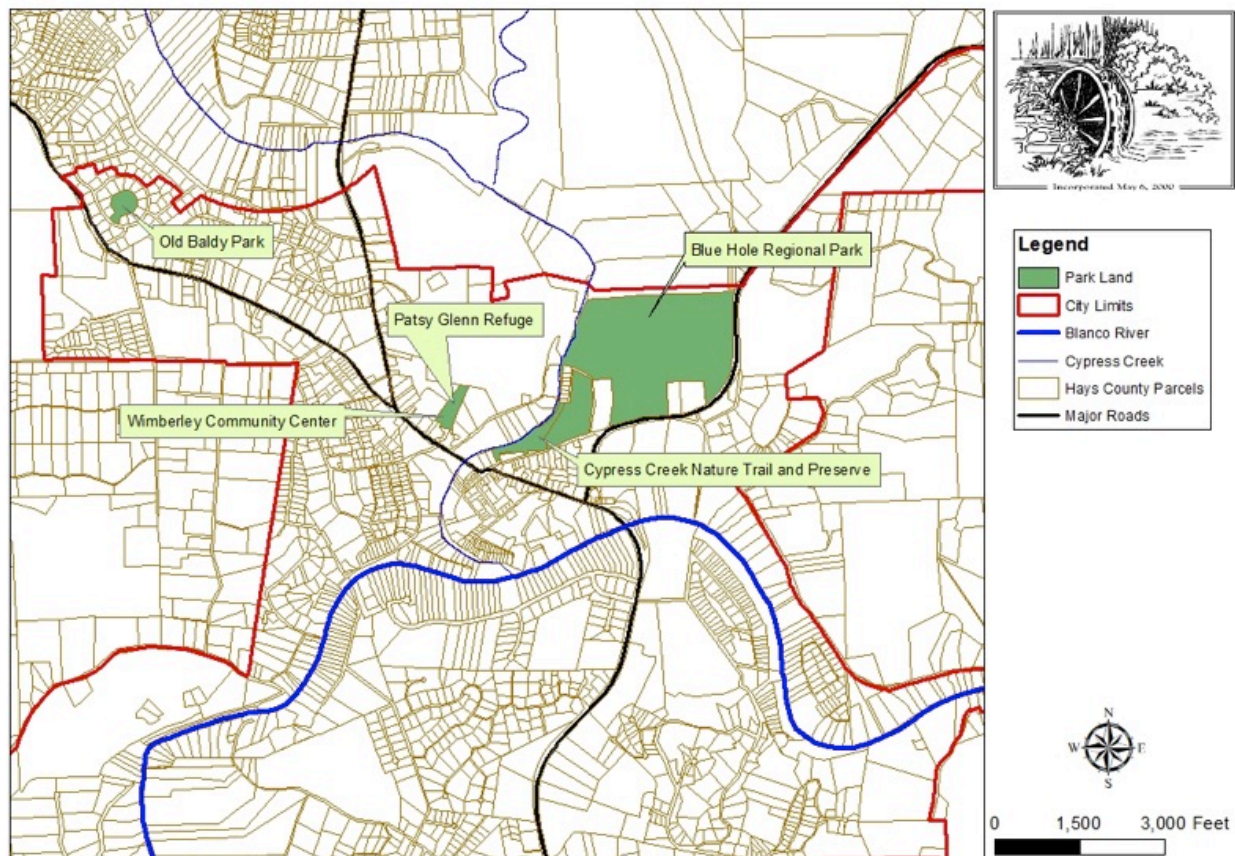 Incorporated May 6, 2000
Old Baldy Park
Blue Hole Regional Park
Patsy Glenn Refuge
Wimberley Community Center
Cypress Creek Nature Trail and Preserve
Legend
Park Land
City Limits
Blanco River
Cypress Creek
Hays County Parcels
Major Roads
N
W E
S
0 1,500 3,000 Feet